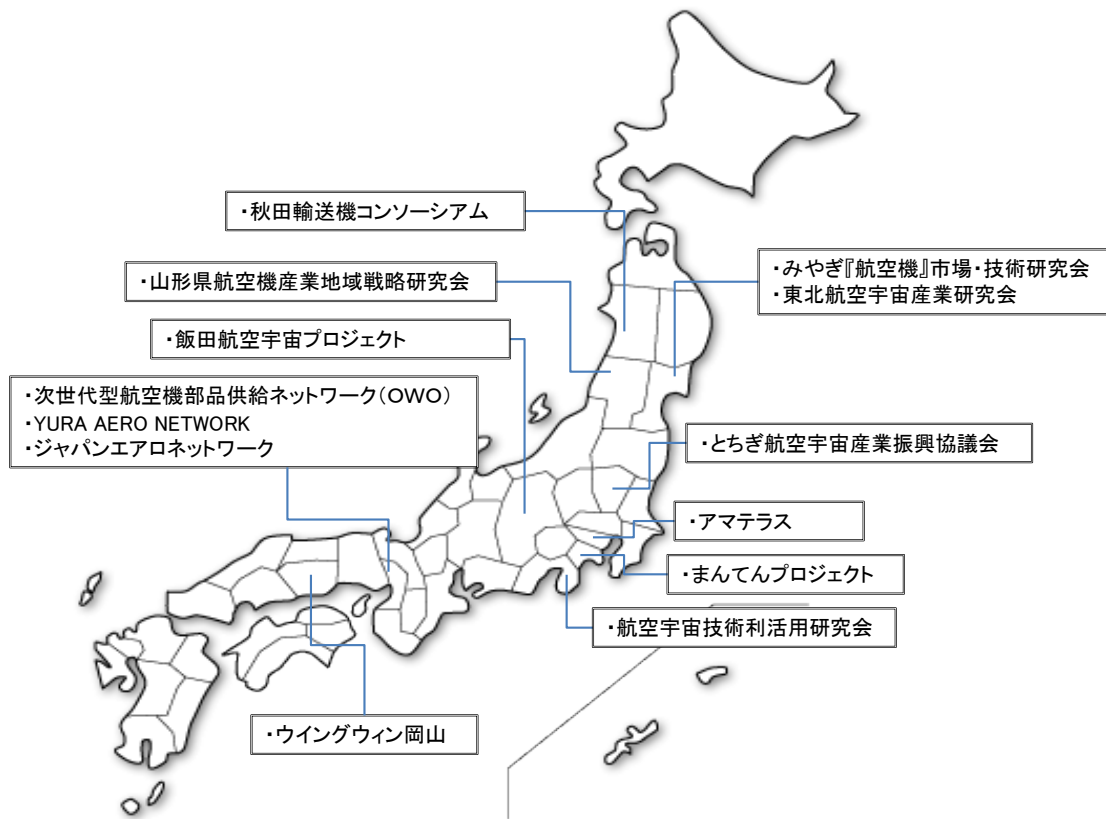 ・秋田輸送機コンソーシアム
・山形県航空機産業地域戦略研究会
・みやぎ『航空機』市場・技術研究会
・東北航空宇宙産業研究会
・飯田航空宇宙プロジェクト
・次世代型航空機部品供給ネットワーク(OWO)
・YURA AERO NETWORK
・ジャパンエアロネットワーク
・とちぎ航空宇宙産業振興協議会
・アマテラス
・まんてんプロジェクト
・航空宇宙技術利活用研究会
・ウイングウィン岡山